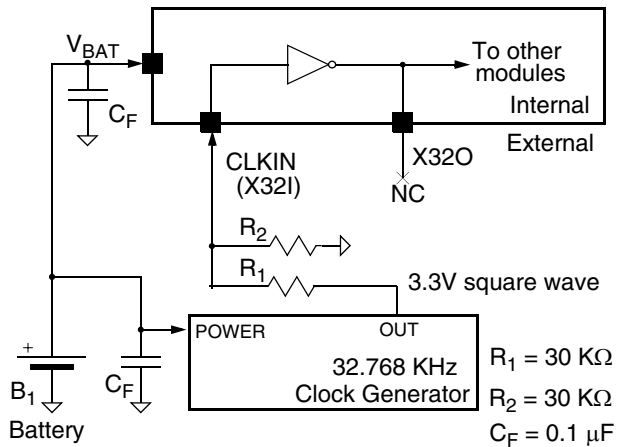 V_BAT
C_F
To other
modules
Internal
External
CLKIN
(X32I)
X32O
NC
R_2
R_1
3.3V square wave
POWER
OUT
32.768 KHz
Clock Generator
+
B_1
Battery
C_F
R_1 = 30 KΩ
R_2 = 30 KΩ
C_F = 0.1 μF